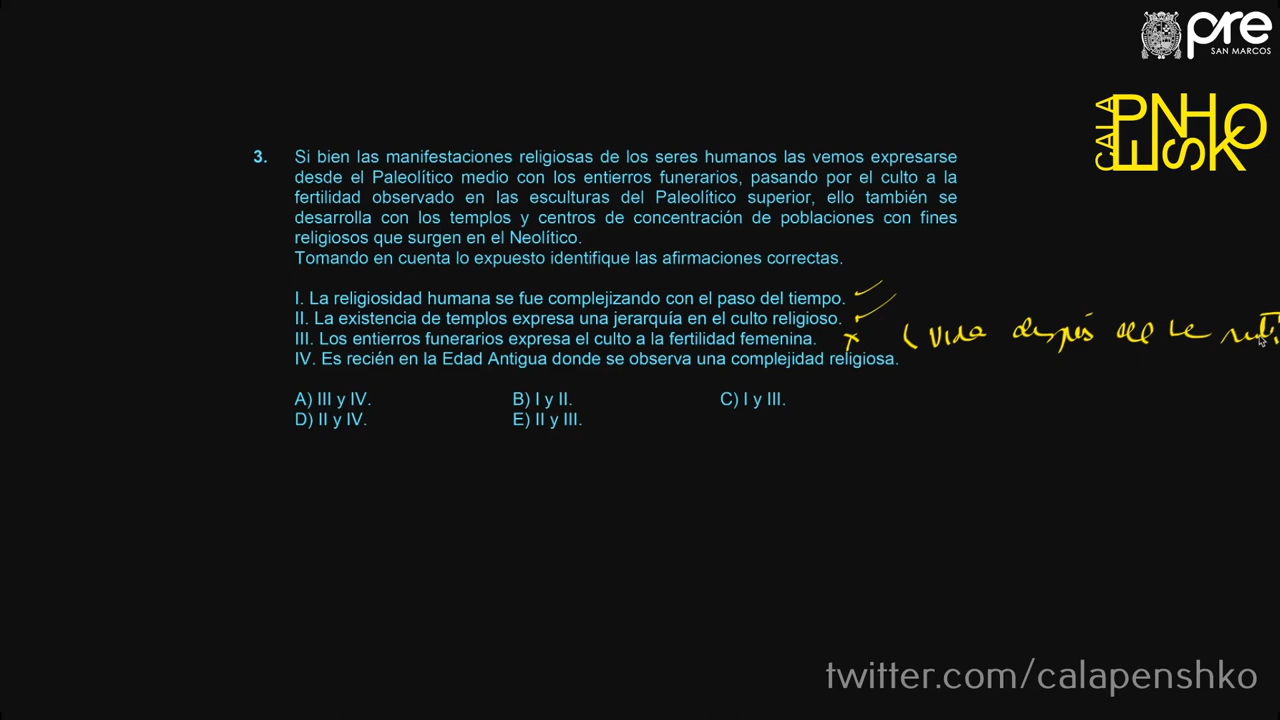 pre
SAN MARCOS
CALA
PENSHKO
3. Si bien las manifestaciones religiosas de los seres humanos las vemos expresarse
desde el Paleolítico medio con los entierros funerarios, pasando por el culto a la
fertilidad observado en las esculturas del Paleolítico superior, ello también se
desarrolla con los templos y centros de concentración de poblaciones con fines
religiosos que surgen en el Neolítico.
Tomando en cuenta lo expuesto identifique las afirmaciones correctas.
I. La religiosidad humana se fue complejizando con el paso del tiempo.
II. La existencia de templos expresa una jerarquía en el culto religioso.
III. Los entierros funerarios expresa el culto a la fertilidad femenina. (vida después de la
IV. Es recién en la Edad Antigua donde se observa una complejidad religiosa.
A) III y IV. B) I y II. C) I y III.
D) II y IV. E) II y III.
twitter.com/calapenshko